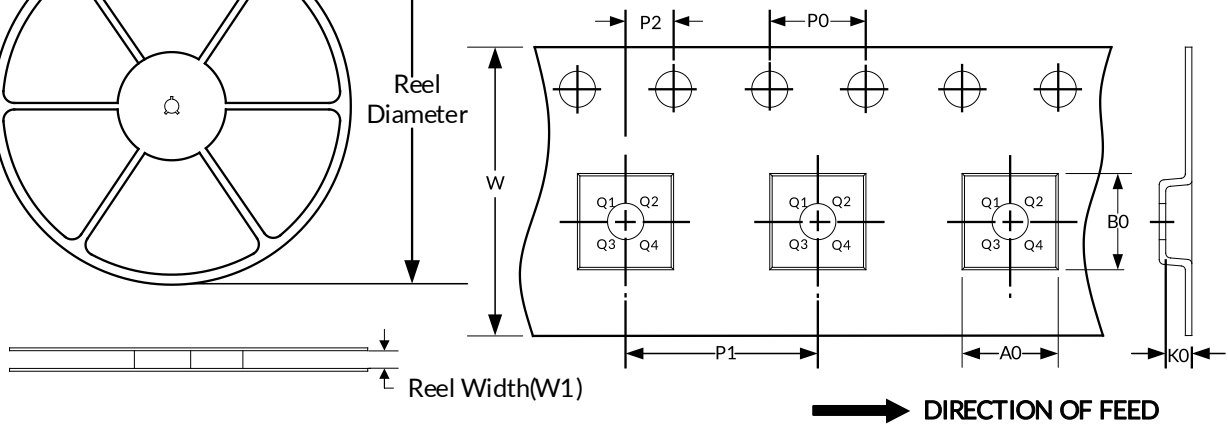 P2
P0
Reel
Diameter
W
Q1 Q2
Q3 Q4
Q1 Q2
Q3 Q4
Q1 Q2
Q3 Q4
B0
P1
A0
K0
Reel Width(W1)
DIRECTION OF FEED